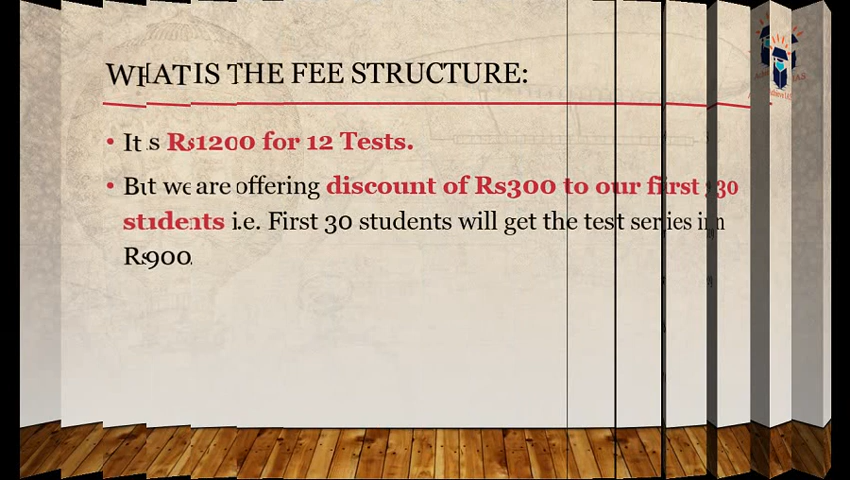 WHAT IS THE FEE STRUCTURE:
• It s Rs1200 for 12 Tests.
• But we are offering discount of Rs300 to our first 30
students i.e. First 30 students will get the test series in
Rs900.